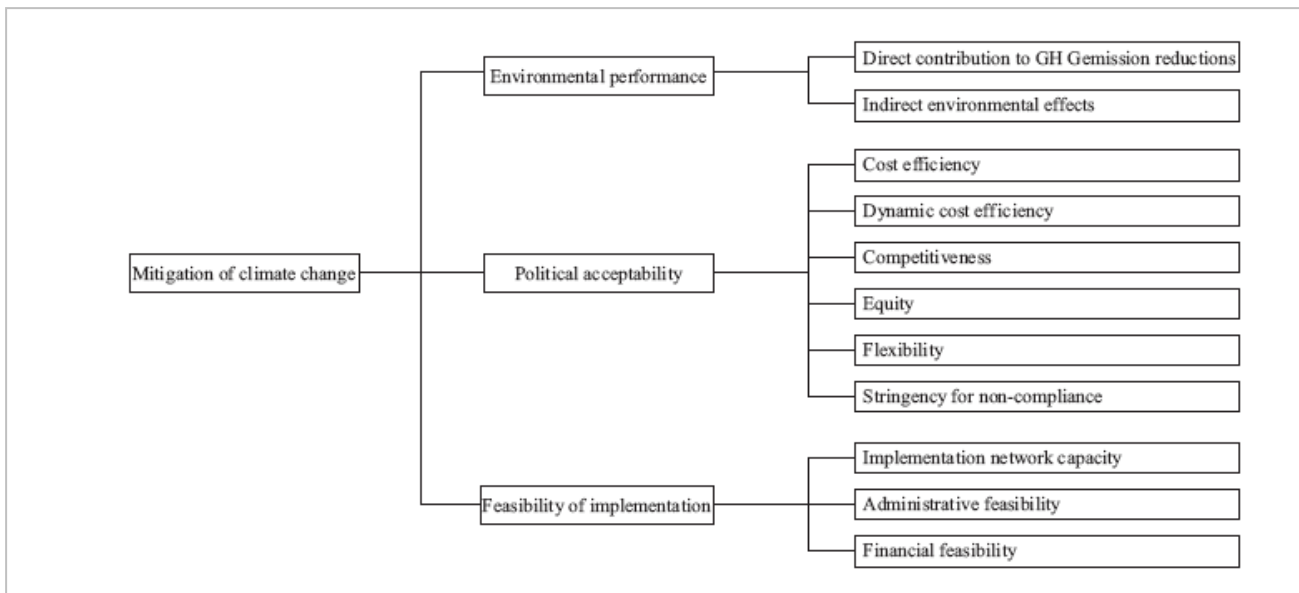 Mitigation of climate change
Environmental performance
Direct contribution to GH Gemission reductions
Indirect environmental effects
Political acceptability
Cost efficiency
Dynamic cost efficiency
Competitiveness
Equity
Flexibility
Stringency for non-compliance
Feasibility of implementation
Implementation network capacity
Administrative feasibility
Financial feasibility